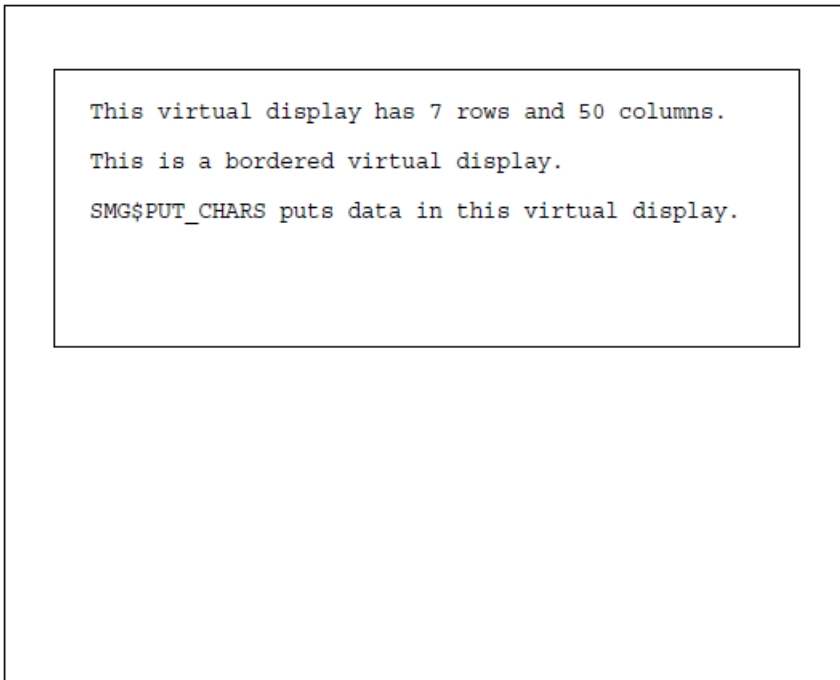 This virtual display has 7 rows and 50 columns.
This is a bordered virtual display.
SMG$PUT_CHARS puts data in this virtual display.